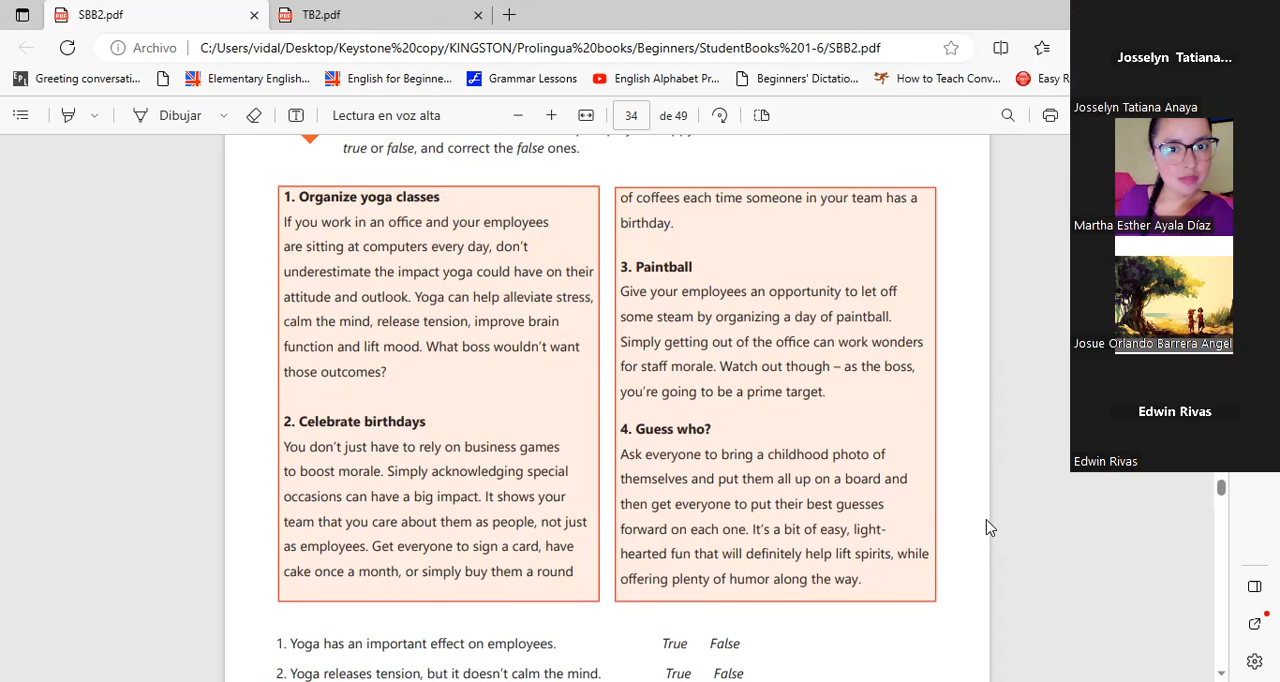 SBB2.pdf
TB2.pdf
Archivo
C:/Users/vidal/Desktop/Keystone%20copy/KINGSTON/Prolingua%20books/Beginners/StudentBooks%201-6/SBB2.pdf
Greeting conversati...
Elementary English...
English for Beginne...
Grammar Lessons
English Alphabet Pr...
Beginners' Dictatio...
How to Teach Conv...
Easy R
Dibujar
Lectura en voz alta
34
de 49
true or false, and correct the false ones.
1. Organize yoga classes
If you work in an office and your employees
are sitting at computers every day, don't
underestimate the impact yoga could have on their
attitude and outlook. Yoga can help alleviate stress,
calm the mind, release tension, improve brain
function and lift mood. What boss wouldn't want
those outcomes?
2. Celebrate birthdays
You don't just have to rely on business games
to boost morale. Simply acknowledging special
occasions can have a big impact. It shows your
team that you care about them as people, not just
as employees. Get everyone to sign a card, have
cake once a month, or simply buy them a round
of coffees each time someone in your team has a
birthday.
3. Paintball
Give your employees an opportunity to let off
some steam by organizing a day of paintball.
Simply getting out of the office can work wonders
for staff morale. Watch out though – as the boss,
you're going to be a prime target.
4. Guess who?
Ask everyone to bring a childhood photo of
themselves and put them all up on a board and
then get everyone to put their best guesses
forward on each one. It's a bit of easy, light-
hearted fun that will definitely help lift spirits, while
offering plenty of humor along the way.
1. Yoga has an important effect on employees. True False
2. Yoga releases tension, but it doesn't calm the mind. True False
Josselyn Tatiana...
Josselyn Tatiana Anaya
Martha Esther Ayala Díaz
Josue Orlando Barrera Angel
Edwin Rivas
Edwin Rivas